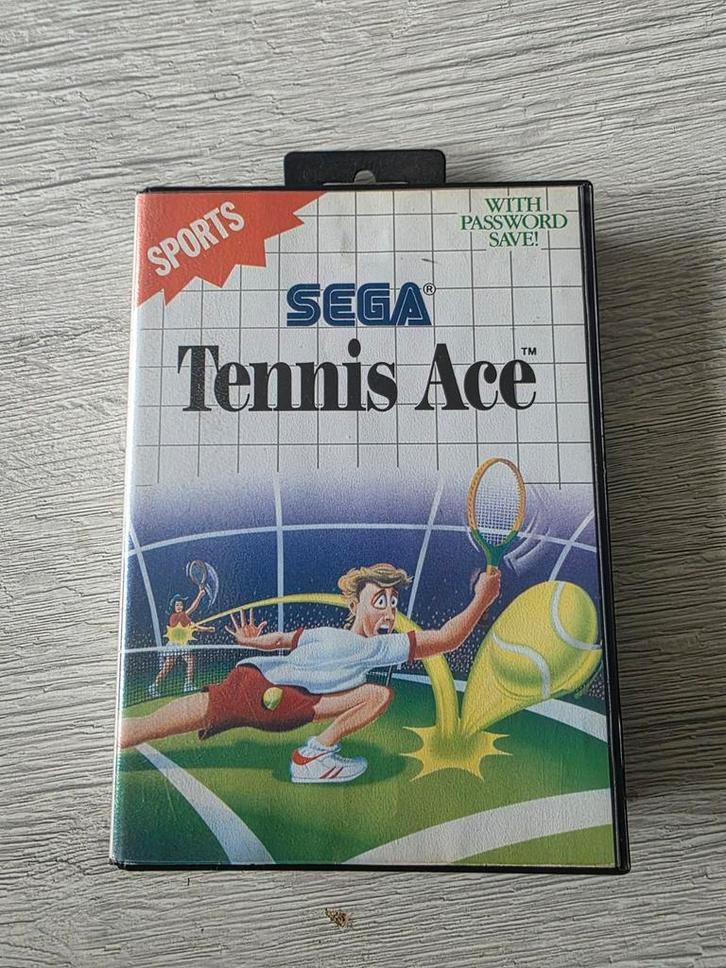 SPORTS
WITH
PASSWORD
SAVE!
SEGA®
Tennis Ace™